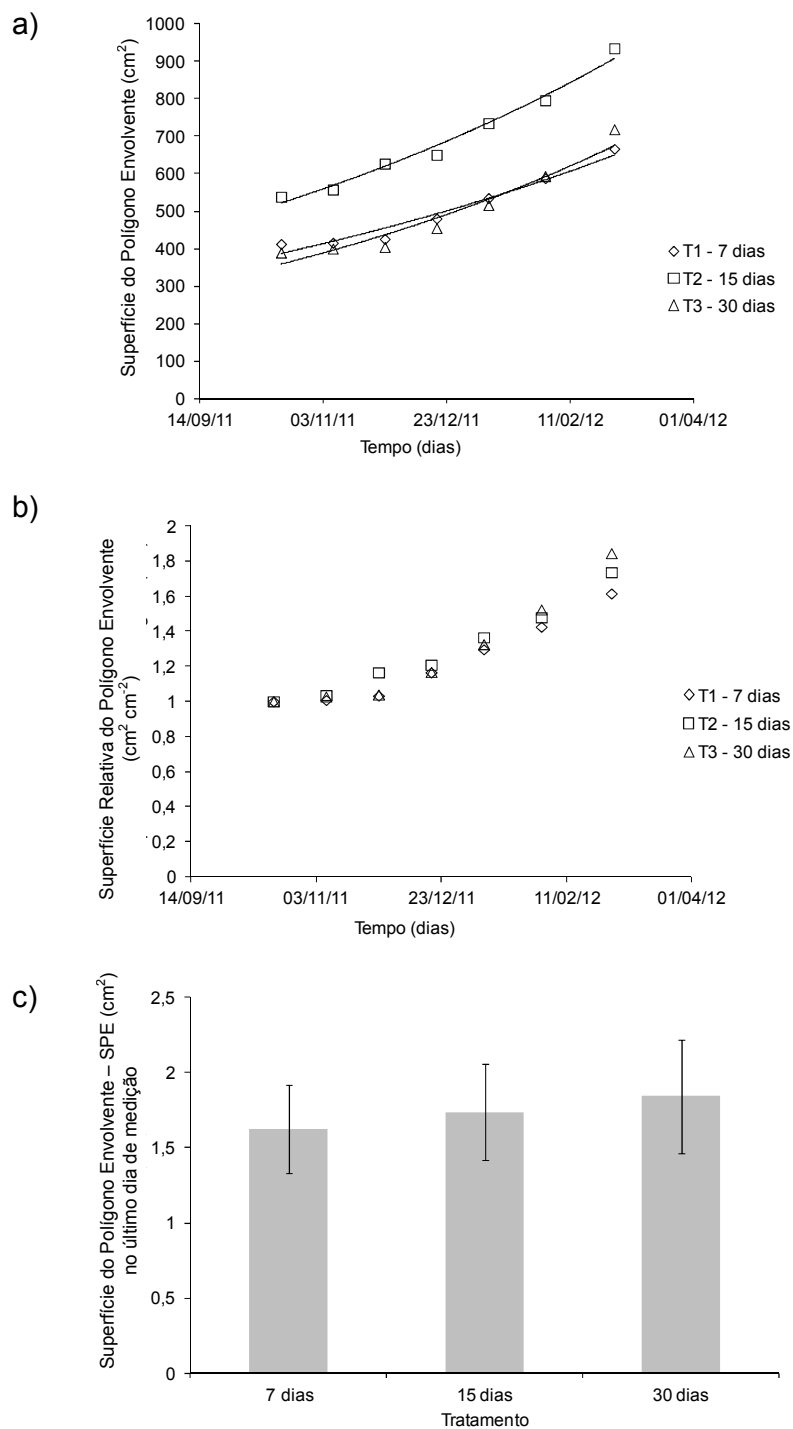 a)
Superfície do Polígono Envolvente (cm²)
1000
900
800
700
600
500
400
300
200
100
0
14/09/11 03/11/11 23/12/11 11/02/12 01/04/12
Tempo (dias)
T1 - 7 dias
T2 - 15 dias
T3 - 30 dias
b)
Superfície Relativa do Polígono Envolvente
(cm² cm⁻²)
2
1,8
1,6
1,4
1,2
1
0,8
0,6
0,4
0,2
0
14/09/11 03/11/11 23/12/11 11/02/12 01/04/12
Tempo (dias)
T1 - 7 dias
T2 - 15 dias
T3 - 30 dias
c)
Superfície do Polígono Envolvente – SPE (cm²)
no último dia de medição
2,5
2
1,5
1
0,5
0
7 dias 15 dias 30 dias
Tratamento